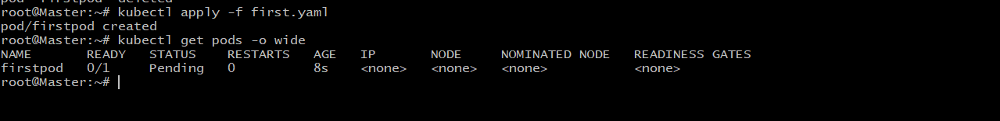 pod "firstpod" deleted
root@Master:~# kubectl apply -f first.yaml
pod/firstpod created
root@Master:~# kubectl get pods -o wide
NAME READY STATUS RESTARTS AGE IP NODE NOMINATED NODE READINESS GATES
firstpod 0/1 Pending 0 8s <none> <none> <none> <none>
root@Master:~#